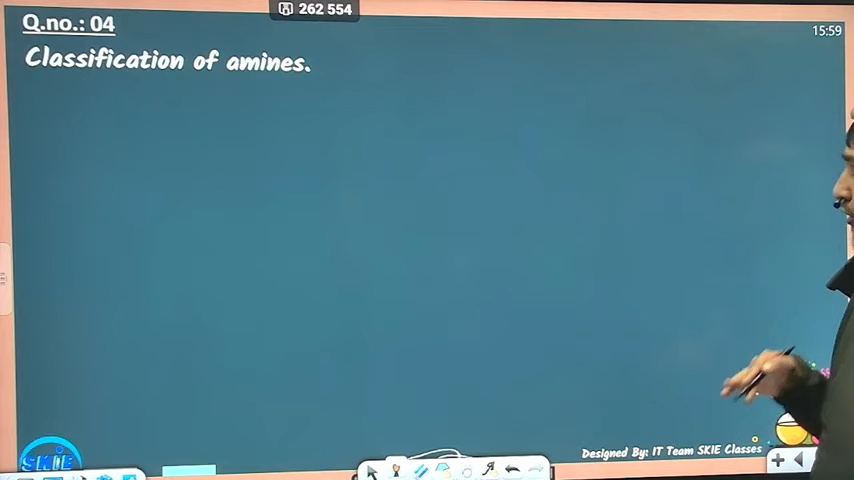 262 554
Q.no.: 04
15:59
Classification of amines.
SKIE
Designed By: IT Team SKIE Classes